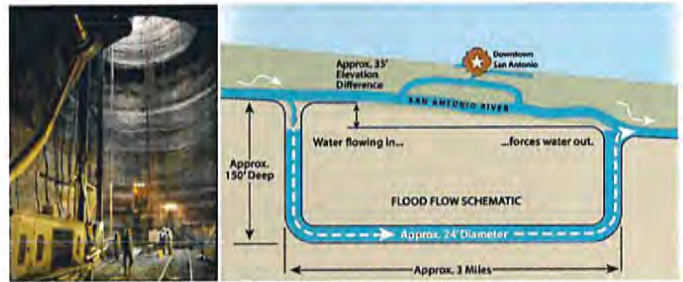 Downtown
San Antonio
Approx. 35'
Elevation
Difference
SAN ANTONIO RIVER
Water flowing in...
...forces water out.
Approx.
150' Deep
FLOOD FLOW SCHEMATIC
Approx. 24' Diameter
Approx. 3 Miles